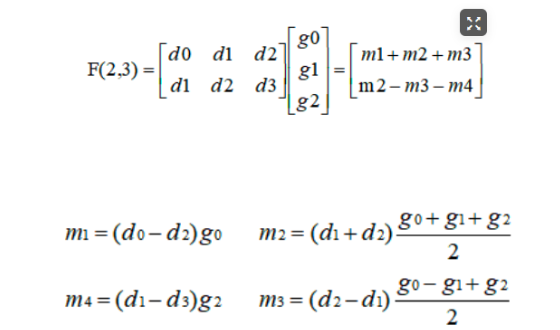 F(2,3) = [d0 d1 d2; d1 d2 d3] [g0; g1; g2] = [m1+m2+m3; m2−m3−m4]
m1 = (d0−d2)g0    m2 = (d1+d2) (g0+g1+g2)/2
m4 = (d1−d3)g2    m3 = (d2−d1) (g0−g1+g2)/2